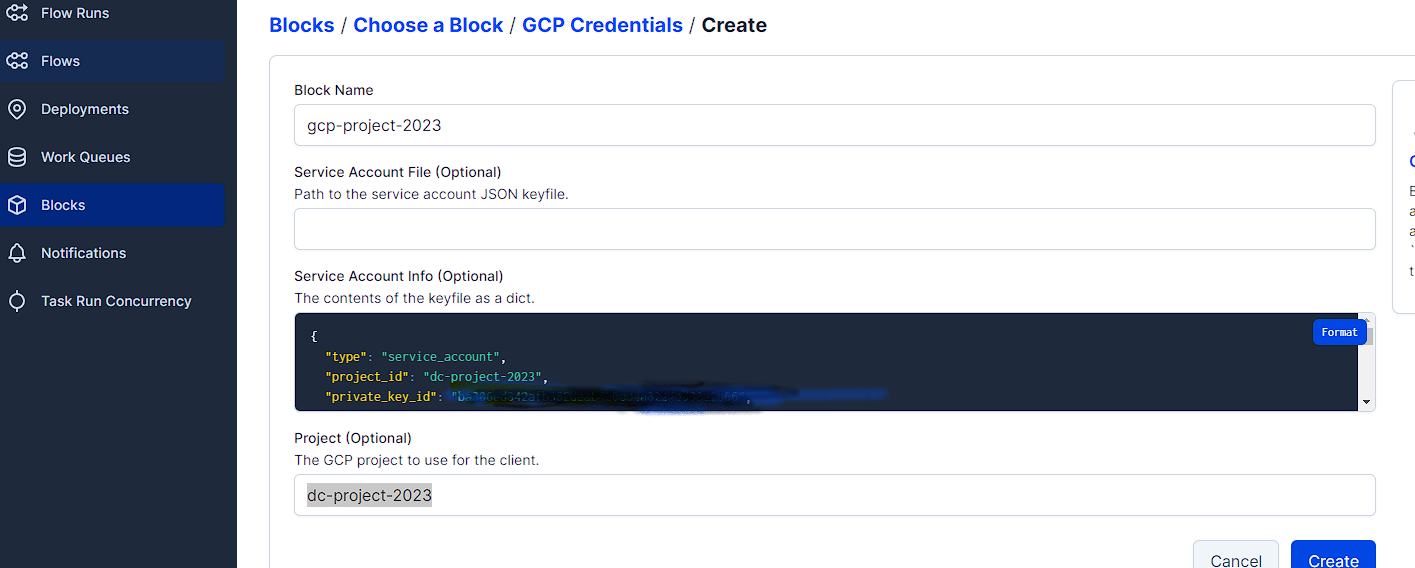 Flow Runs
Flows
Deployments
Work Queues
Blocks
Notifications
Task Run Concurrency
Blocks / Choose a Block / GCP Credentials / Create
Block Name
gcp-project-2023
Service Account File (Optional)
Path to the service account JSON keyfile.
Service Account Info (Optional)
The contents of the keyfile as a dict.
Format
{
"type": "service_account",
"project_id": "dc-project-2023",
"private_key_id":
Project (Optional)
The GCP project to use for the client.
dc-project-2023
Cancel
Create